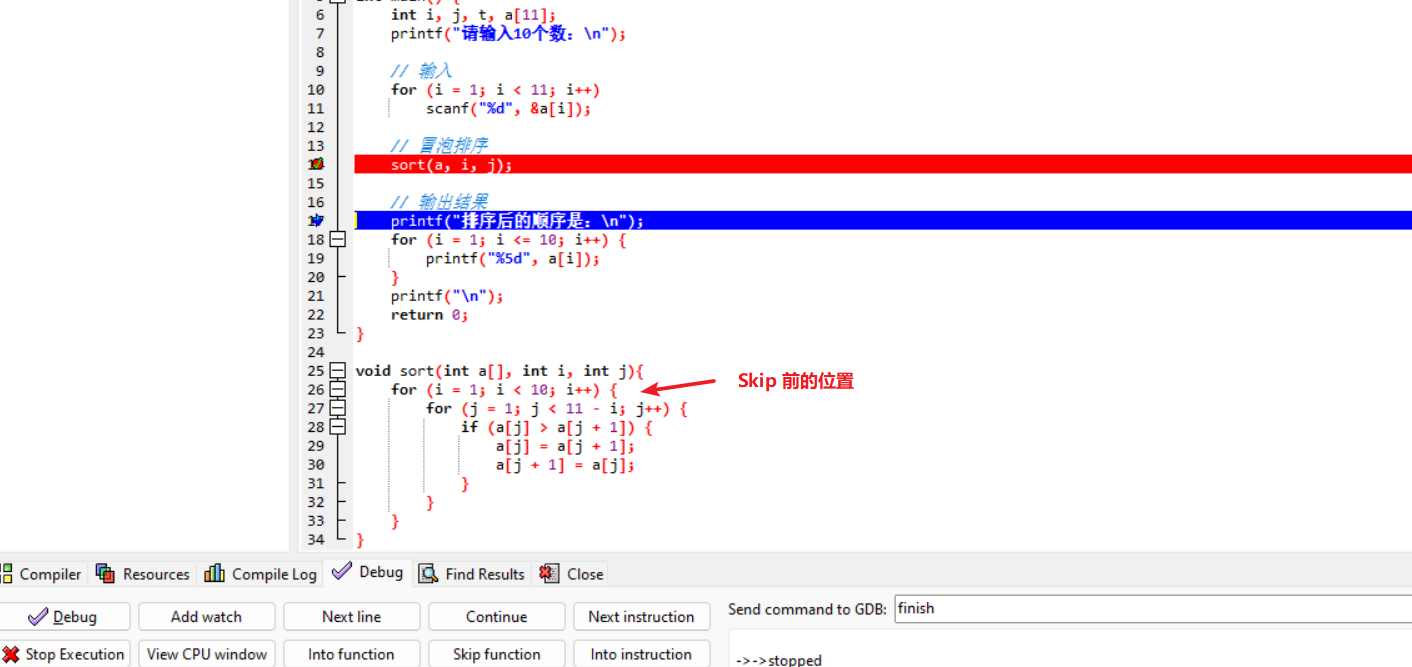 6 int i, j, t, a[11];
7 printf("请输入10个数：\n");
8
9 // 输入
10 for (i = 1; i < 11; i++)
11 scanf("%d", &a[i]);
12
13 // 冒泡排序
sort(a, i, j);
15
16 // 输出结果
printf("排序后的顺序是：\n");
18 for (i = 1; i <= 10; i++) {
19 printf("%5d", a[i]);
20 }
21 printf("\n");
22 return 0;
23 }
24
25 void sort(int a[], int i, int j){
26 for (i = 1; i < 10; i++) {
Skip 前的位置
27 for (j = 1; j < 11 - i; j++) {
28 if (a[j] > a[j + 1]) {
29 a[j] = a[j + 1];
30 a[j + 1] = a[j];
31 }
32 }
33 }
34 }
Compiler Resources Compile Log Debug Find Results Close
Debug Add watch Next line Continue Next instruction Send command to GDB: finish
Stop Execution View CPU window Into function Skip function Into instruction
->->stopped